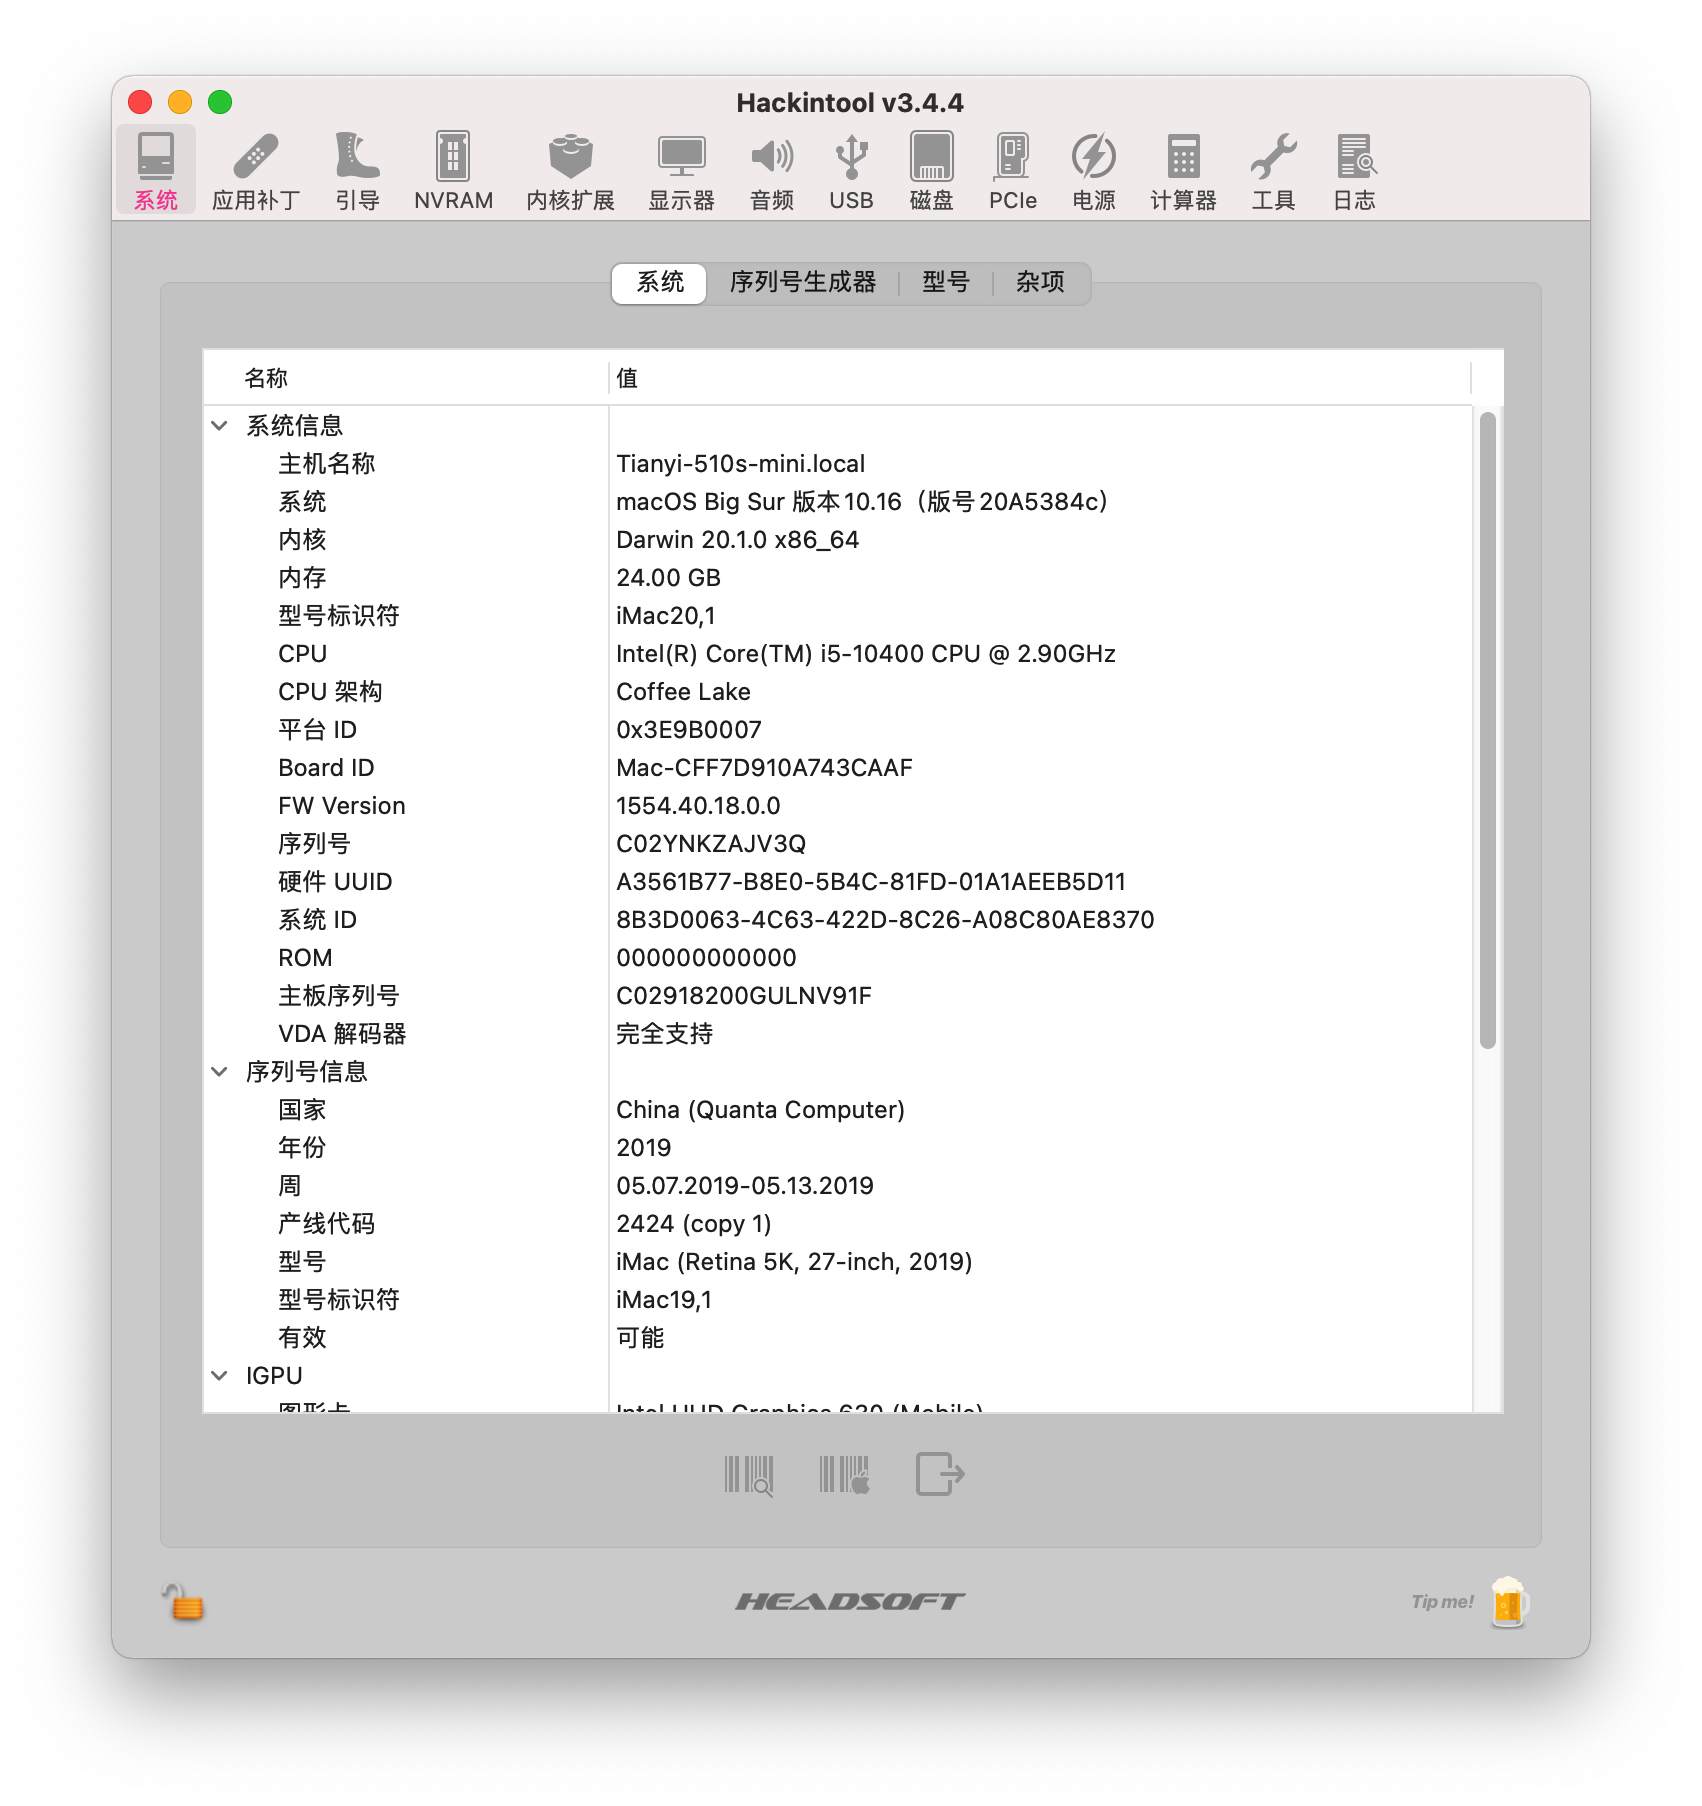 Hackintool v3.4.4
系统 应用补丁 引导 NVRAM 内核扩展 显示器 音频 USB 磁盘 PCIe 电源 计算器 工具 日志
系统 序列号生成器 型号 杂项
名称 值
系统信息
主机名称 Tianyi-510s-mini.local
系统 macOS Big Sur 版本10.16（版号20A5384c）
内核 Darwin 20.1.0 x86_64
内存 24.00 GB
型号标识符 iMac20,1
CPU Intel(R) Core(TM) i5-10400 CPU @ 2.90GHz
CPU 架构 Coffee Lake
平台 ID 0x3E9B0007
Board ID Mac-CFF7D910A743CAAF
FW Version 1554.40.18.0.0
序列号 C02YNKZAJV3Q
硬件 UUID A3561B77-B8E0-5B4C-81FD-01A1AEEB5D11
系统 ID 8B3D0063-4C63-422D-8C26-A08C80AE8370
ROM 000000000000
主板序列号 C02918200GULNV91F
VDA 解码器 完全支持
序列号信息
国家 China (Quanta Computer)
年份 2019
周 05.07.2019-05.13.2019
产线代码 2424 (copy 1)
型号 iMac (Retina 5K, 27-inch, 2019)
型号标识符 iMac19,1
有效 可能
IGPU
图形卡 Intel UHD Graphics 630 (Mobile)
HEADSOFT
Tip me!